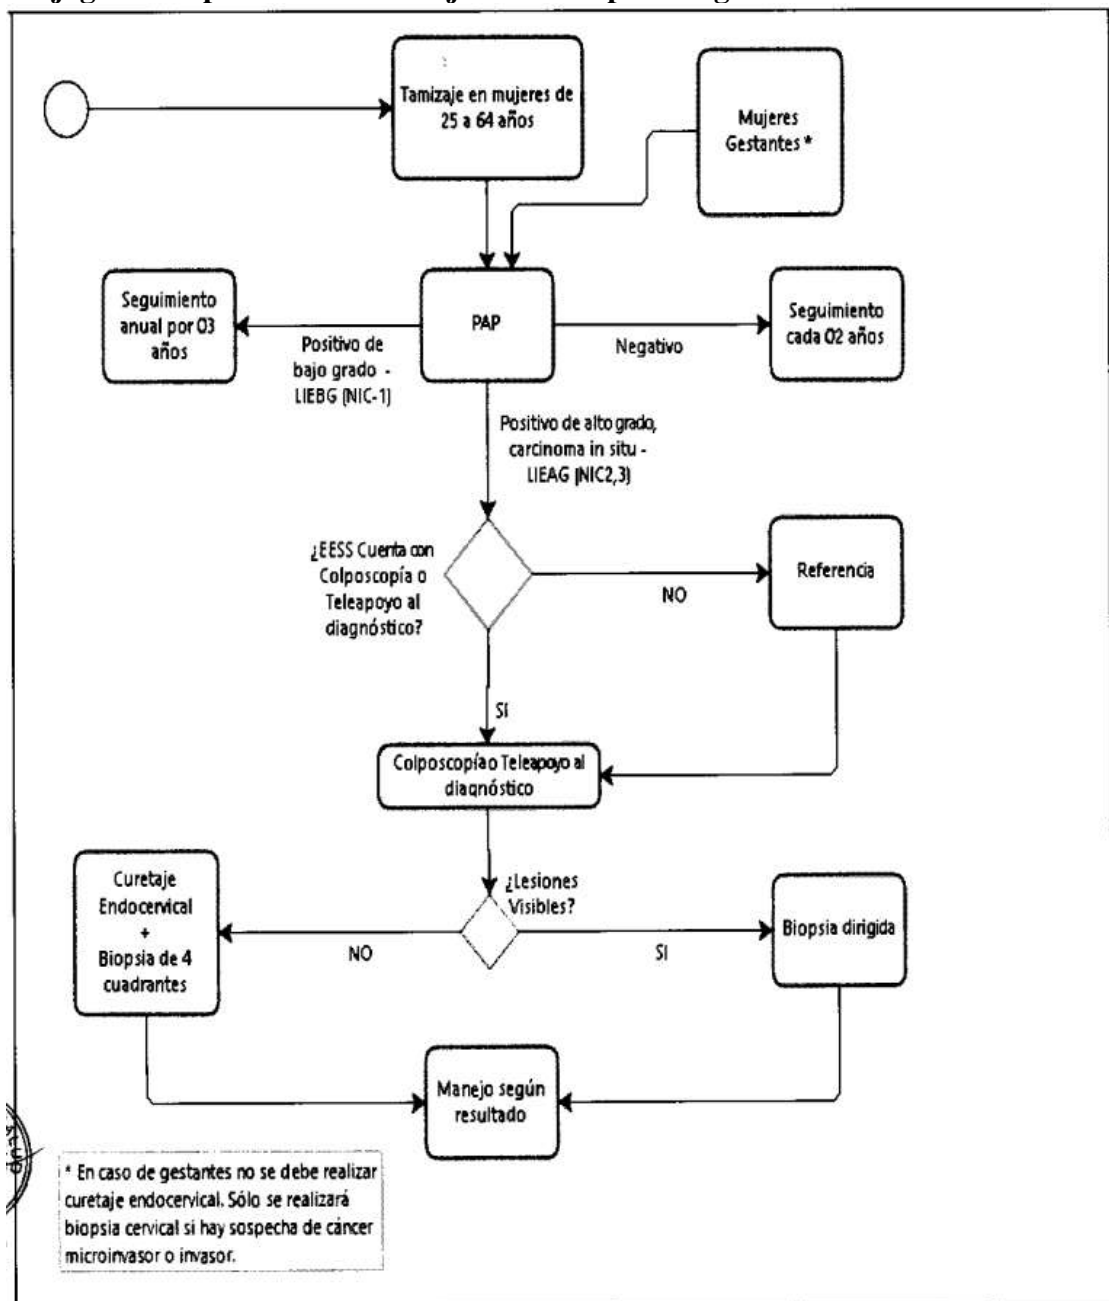 Tamizaje en mujeres de
25 a 64 años
Mujeres
Gestantes *
Seguimiento
anual por 03
años
PAP
Seguimiento
cada 02 años
Positivo de
bajo grado -
LIEBG (NIC-1)
Negativo
Positivo de alto grado,
carcinoma in situ -
LIEAG (NIC2,3)
¿EESS Cuenta con
Colposcopía o
Teleapoyo al
diagnóstico?
NO
Referencia
SI
Colposcopía o Teleapoyo al
diagnóstico
Curetaje
Endocervical
+
Biopsia de 4
cuadrantes
¿Lesiones
Visibles?
NO
SI
Biopsia dirigida
Manejo según
resultado
* En caso de gestantes no se debe realizar
curetaje endocervical. Sólo se realizará
biopsia cervical si hay sospecha de cáncer
microinvasor o invasor.